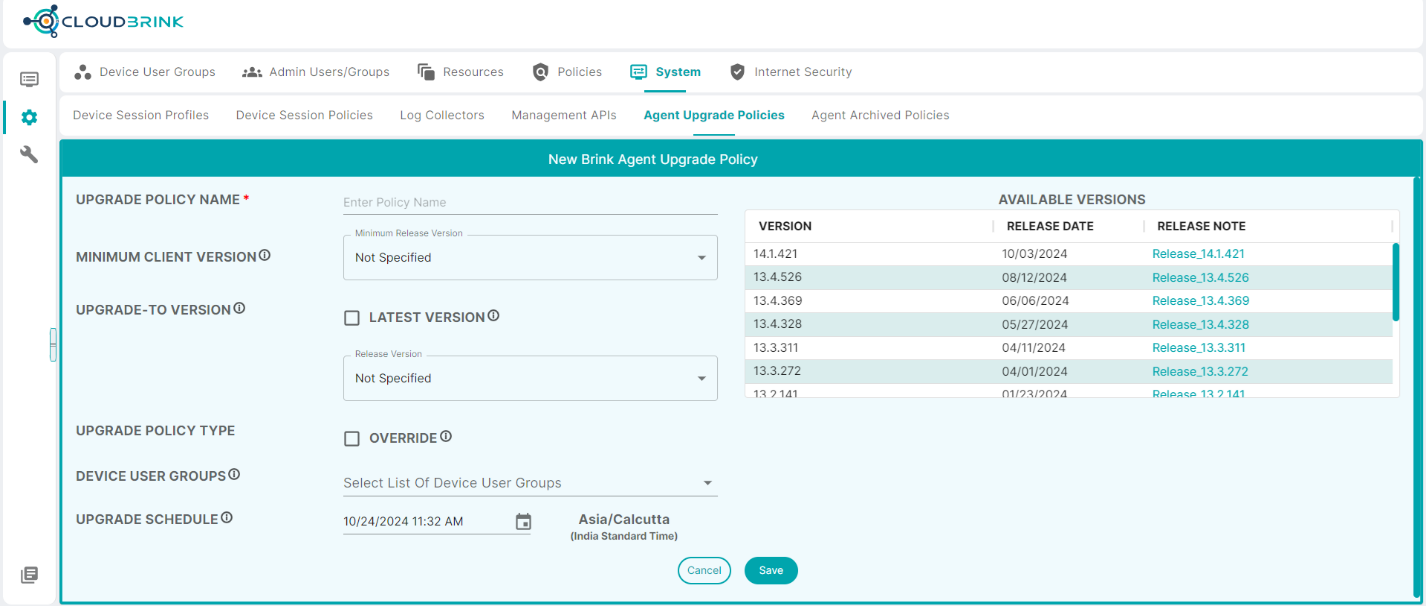 CLOUDBRINK
Device User Groups Admin Users/Groups Resources Policies System Internet Security
Device Session Profiles Device Session Policies Log Collectors Management APIs Agent Upgrade Policies Agent Archived Policies
New Brink Agent Upgrade Policy
UPGRADE POLICY NAME *
Enter Policy Name
MINIMUM CLIENT VERSION
Minimum Release Version
Not Specified
UPGRADE-TO VERSION
LATEST VERSION
Release Version
Not Specified
UPGRADE POLICY TYPE
OVERRIDE
DEVICE USER GROUPS
Select List Of Device User Groups
UPGRADE SCHEDULE
10/24/2024 11:32 AM
Asia/Calcutta
(India Standard Time)
Cancel Save
AVAILABLE VERSIONS
VERSION RELEASE DATE RELEASE NOTE
14.1.421 10/03/2024 Release_14.1.421
13.4.526 08/12/2024 Release_13.4.526
13.4.369 06/06/2024 Release_13.4.369
13.4.328 05/27/2024 Release_13.4.328
13.3.311 04/11/2024 Release_13.3.311
13.3.272 04/01/2024 Release_13.3.272
13.2.141 01/23/2024 Release_13.2.141